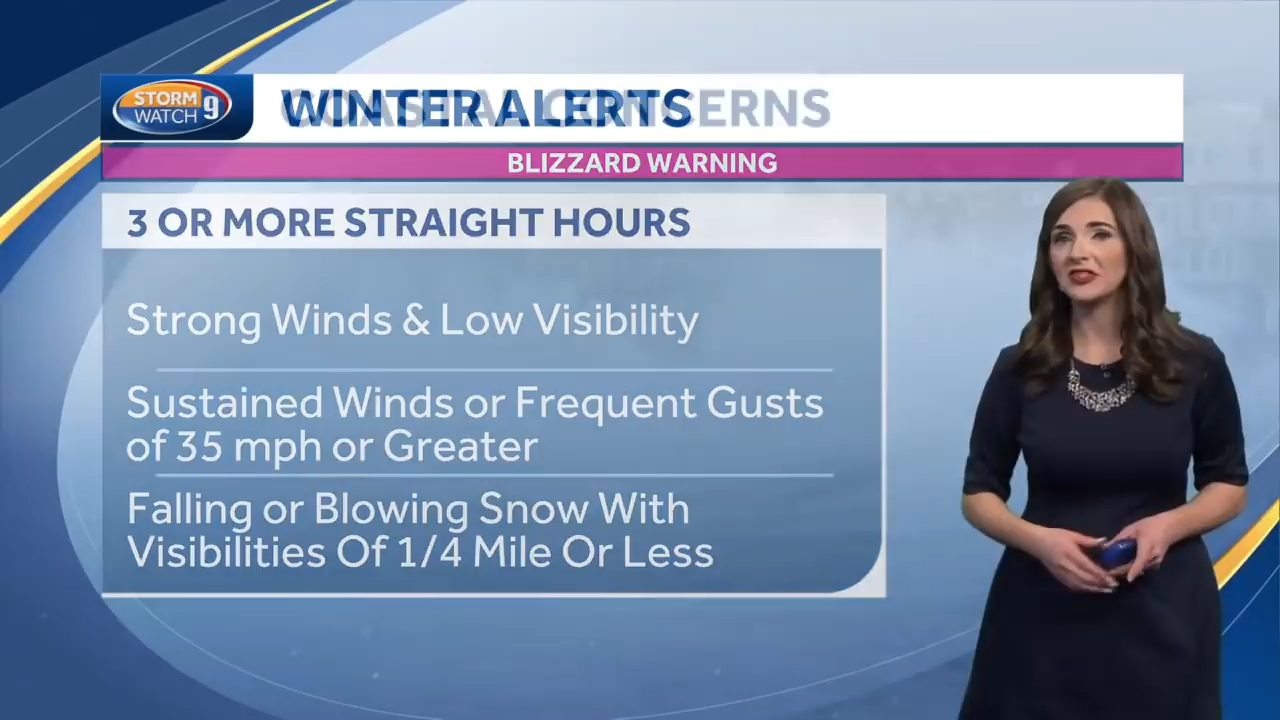 STORM
WATCH 9
WINTER ALERTS
COASTAL CONCERNS
BLIZZARD WARNING
3 OR MORE STRAIGHT HOURS
Strong Winds & Low Visibility
Sustained Winds or Frequent Gusts
of 35 mph or Greater
Falling or Blowing Snow With
Visibilities Of 1/4 Mile Or Less